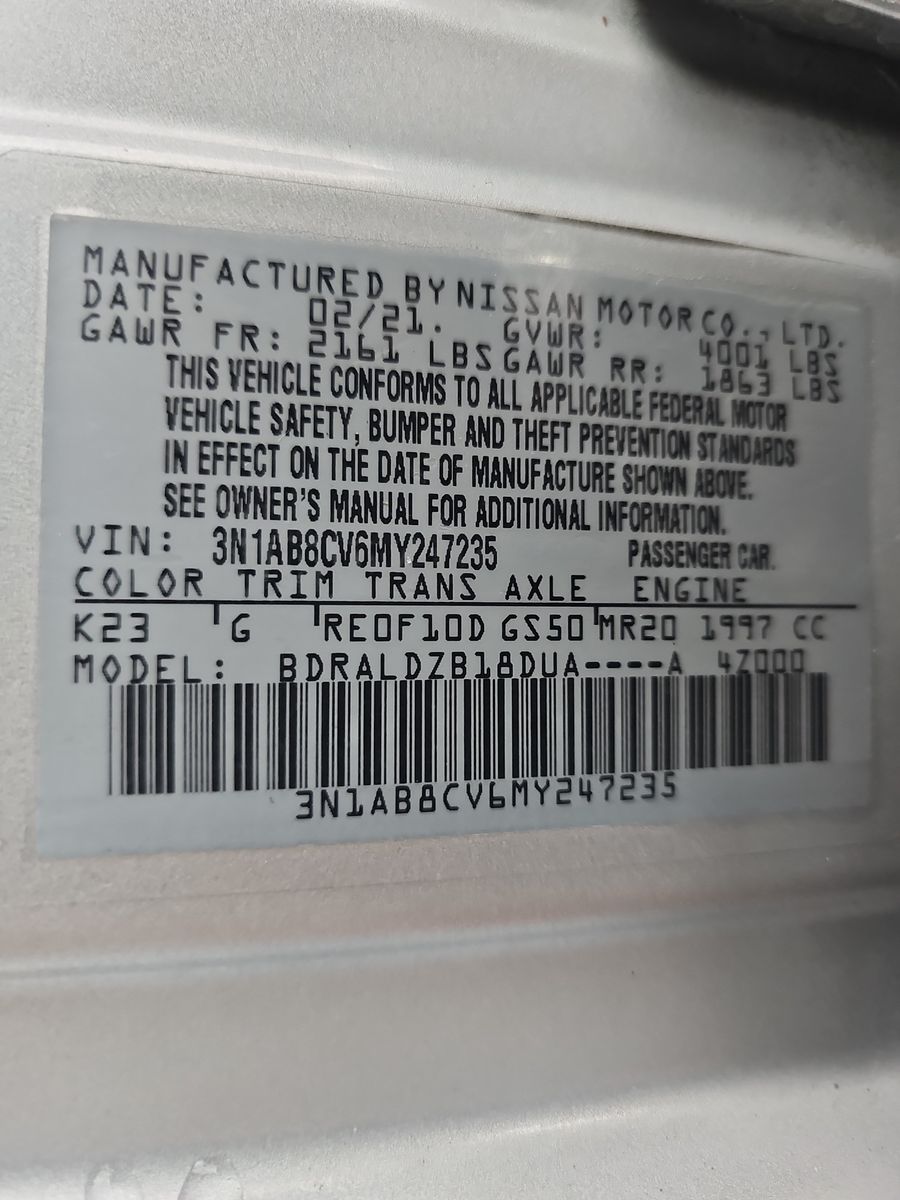 MANUFACTURED BY NISSAN MOTOR CO., LTD.
DATE: 02/21. GVWR: 4001 LBS
GAWR FR: 2161 LBS GAWR RR: 1863 LBS
THIS VEHICLE CONFORMS TO ALL APPLICABLE FEDERAL MOTOR
VEHICLE SAFETY, BUMPER AND THEFT PREVENTION STANDARDS
IN EFFECT ON THE DATE OF MANUFACTURE SHOWN ABOVE.
SEE OWNER'S MANUAL FOR ADDITIONAL INFORMATION.
VIN: 3N1AB8CV6MY247235 PASSENGER CAR.
COLOR TRIM TRANS AXLE ENGINE
K23 G RE0F10D GS50 MR20 1997 CC
MODEL: BDRALDZB18DUA----A 4Z000
3N1AB8CV6MY247235